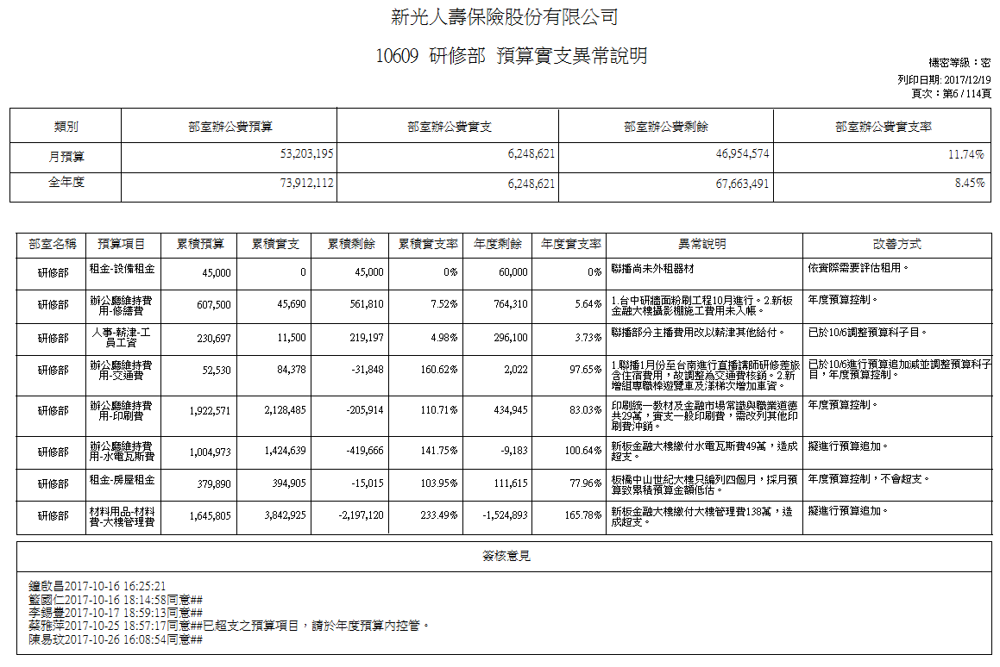 新光人壽保險股份有限公司
10609 研修部 預算實支異常說明
機密等級：密
列印日期: 2017/12/19
頁次：第6 / 114頁
類別 部室辦公費預算 部室辦公費實支 部室辦公費剩餘 部室辦公費實支率
月預算 53,203,195 6,248,621 46,954,574 11.74%
全年度 73,912,112 6,248,621 67,663,491 8.45%
部室名稱 預算項目 累積預算 累積實支 累積剩餘 累積實支率 年度剩餘 年度實支率 異常說明 改善方式
研修部 租金-設備租金 45,000 0 45,000 0% 60,000 0% 聯播尚未外租器材 依實際需要評估租用。
辦公廳維持費
用-修繕費
研修部 607,500 45,690 561,810 7.52% 764,310 5.64%
1.台中研牆面粉刷工程10月進行。2.新板
金融大樓攝影棚施工費用未入帳。
年度預算控制。
人事-薪津-工
員工資
研修部 230,697 11,500 219,197 4.98% 296,100 3.73%
聯播部分主播費用改以薪津其他給付。
已於10/6調整預算科子目。
辦公廳維持費
用-交通費
研修部 52,530 84,378 -31,848 160.62% 2,022 97.65%
1.聯播1月份至台南進行直播講師研修差旅
含住宿費用，故調整為交通費核銷。2.新
增組專職棒遊覽車及漾梯次增加車資。
已於10/6進行預算追加減並調整預算科子
目，年度預算控制。
辦公廳維持費
用-印刷費
研修部 1,922,571 2,128,485 -205,914 110.71% 434,945 83.03%
印刷統一教材及金融市場常識與職業道德
共29萬，實支一般印刷費，需改列其他印
刷費沖銷。
年度預算控制。
辦公廳維持費
用-水電瓦斯費
研修部 1,004,973 1,424,639 -419,666 141.75% -9,183 100.64%
新板金融大樓繳付水電瓦斯費49萬，造成
超支。
擬進行預算追加。
研修部 租金-房屋租金 379,890 394,905 -15,015 103.95% 111,615 77.96%
板橋中山世紀大樓只編列四個月，採月預
算致累積預算金額低估。
年度預算控制，不會超支。
材料用品-材料
費-大樓管理費
研修部 1,645,805 3,842,925 -2,197,120 233.49% -1,524,893 165.78%
新板金融大樓繳付大樓管理費138萬，造
成超支。
擬進行預算追加。
簽核意見
鐘啟昌2017-10-16 16:25:21
籃國仁2017-10-16 18:14:58同意##
李錫豐2017-10-17 18:59:13同意##
蔡雅萍2017-10-25 18:57:17同意##已超支之預算項目，請於年度預算內控管。
陳易玟2017-10-26 16:08:54同意##